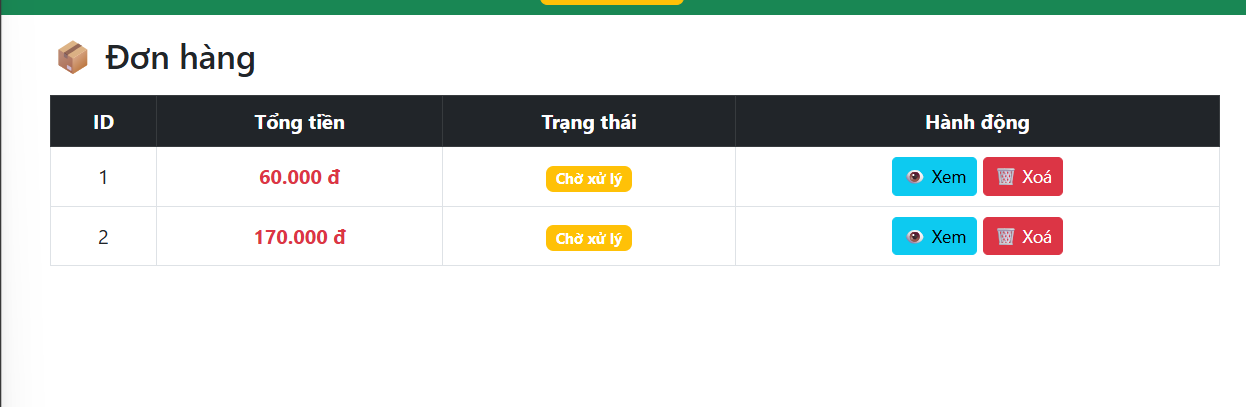 Đơn hàng
ID Tổng tiền Trạng thái Hành động
1 60.000 đ Chờ xử lý Xem Xoá
2 170.000 đ Chờ xử lý Xem Xoá